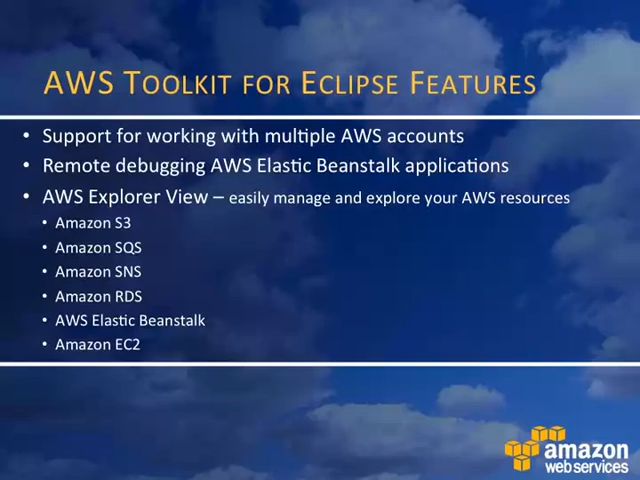 AWS TOOLKIT FOR ECLIPSE FEATURES
• Support for working with multiple AWS accounts
• Remote debugging AWS Elastic Beanstalk applications
• AWS Explorer View – easily manage and explore your AWS resources
• Amazon S3
• Amazon SQS
• Amazon SNS
• Amazon RDS
• AWS Elastic Beanstalk
• Amazon EC2
amazon
web services